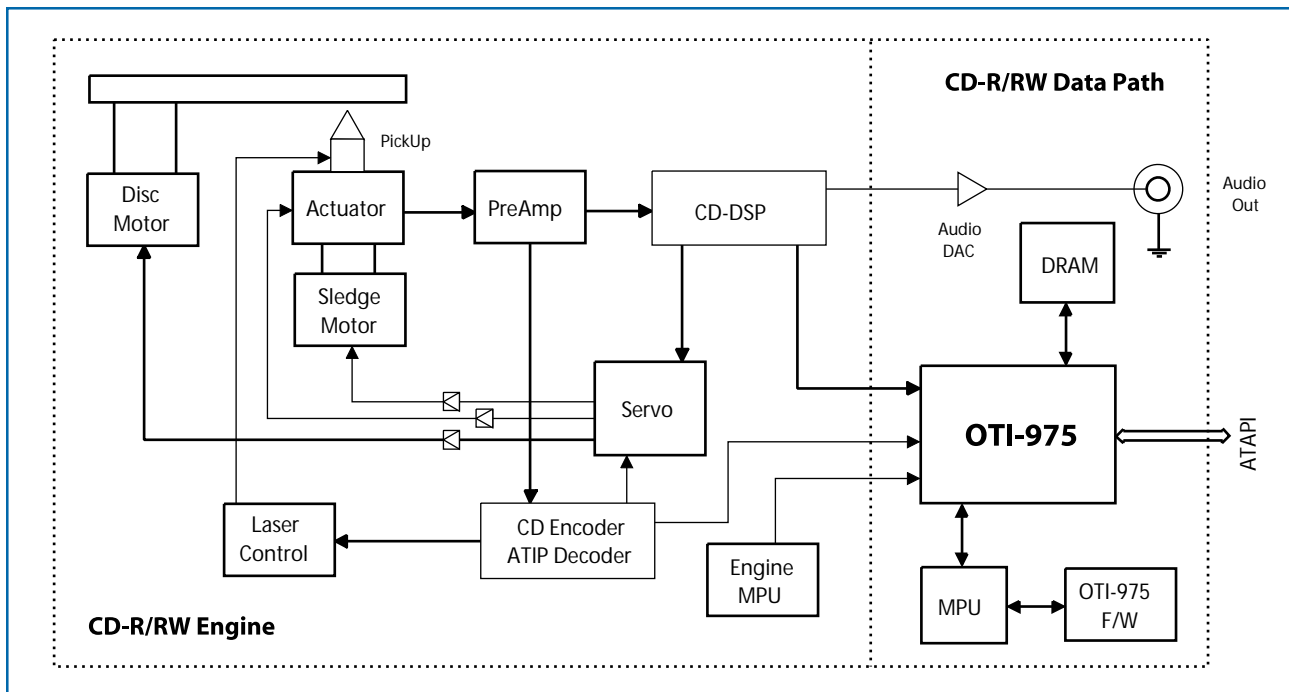 CD-R/RW Data Path
PickUp
Disc
Motor
Actuator
PreAmp
CD-DSP
Audio
DAC
Audio
Out
DRAM
Sledge
Motor
Servo
OTI-975
ATAPI
Laser
Control
CD Encoder
ATIP Decoder
Engine
MPU
MPU
OTI-975
F/W
CD-R/RW Engine